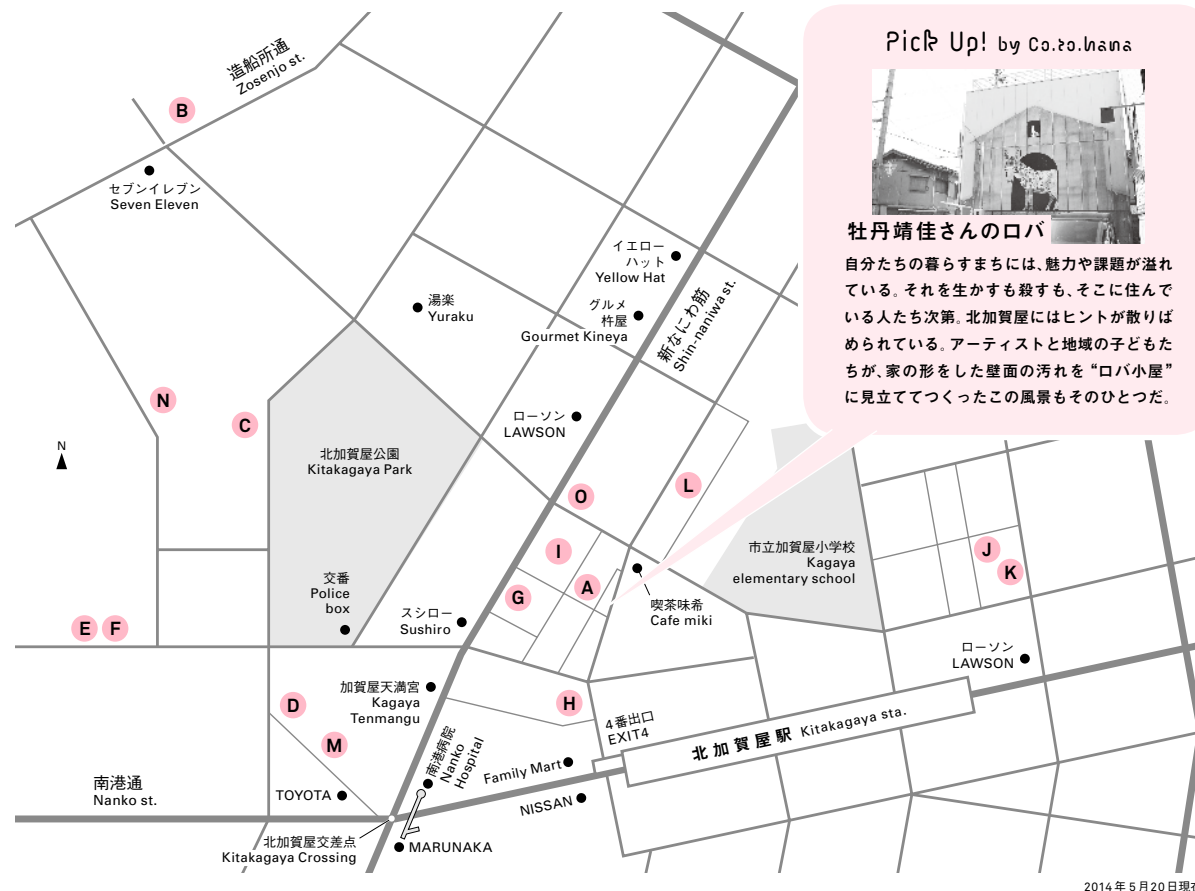 造船所通
Zosenjo st.
B
セブンイレブン
Seven Eleven
Pick Up! by Co.to.hana
牡丹靖佳さんのロバ
自分たちの暮らすまちには、魅力や課題が溢れ
ている。それを生かすも殺すも、そこに住んで
いる人たち次第。北加賀屋にはヒントが散りば
められている。アーティストと地域の子どもた
ちが、家の形をした壁面の汚れを “ロバ小屋”
に見立ててつくったこの風景もそのひとつだ。
イエロー
ハット
Yellow Hat
湯楽
Yuraku
グルメ
杵屋
Gourmet Kineya
新なにわ筋
Shin-naniwa st.
N
C
N
ローソン
LAWSON
北加賀屋公園
Kitakagaya Park
O
L
I
A
G
市立加賀屋小学校
Kagaya
elementary school
J
K
交番
Police
box
スシロー
Sushiro
喫茶味希
Cafe miki
E
F
ローソン
LAWSON
加賀屋天満宮
Kagaya
Tenmangu
D
M
H
4番出口
EXIT4
北加賀屋駅 Kitakagaya sta.
南港病院
Nanko
Hospital
Family Mart
NISSAN
南港通
Nanko st.
TOYOTA
北加賀屋交差点
Kitakagaya Crossing
MARUNAKA
2014年5月20日現在